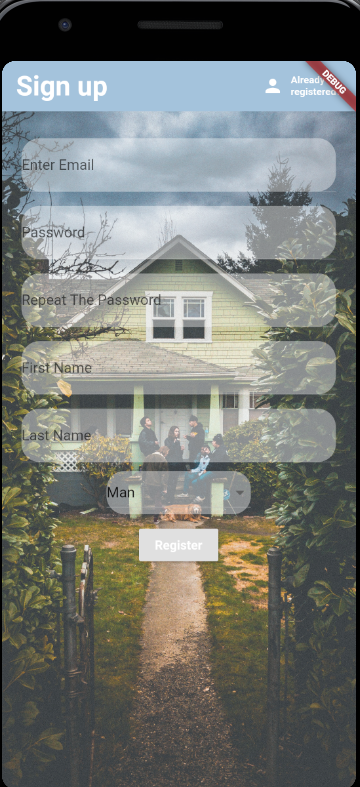 Sign up
Already
registered
DEBUG
Enter Email
Password
Repeat The Password
First Name
Last Name
Man
Register